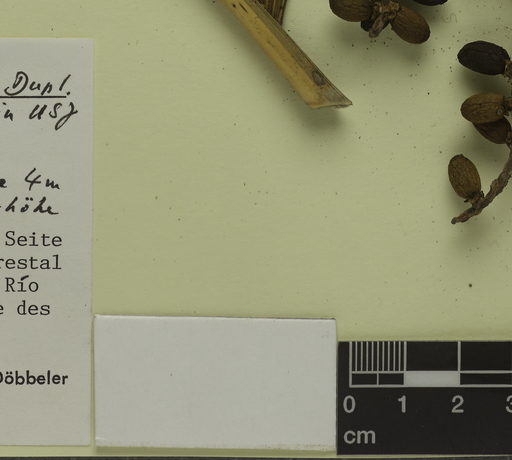 Dupl.
in USJ
4m
höhe
Seite
restal
Río
e des
Döbbeler
0 1 2 3
cm